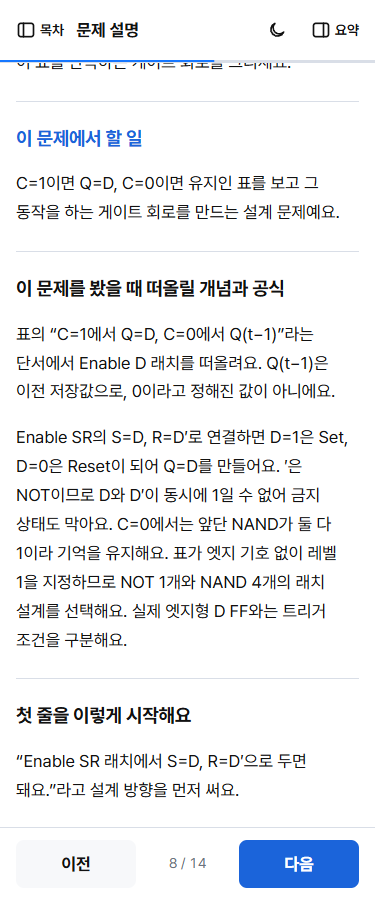 목차 문제 설명 요약
이 문제에서 할 일
C=1이면 Q=D, C=0이면 유지인 표를 보고 그
동작을 하는 게이트 회로를 만드는 설계 문제예요.
이 문제를 봤을 때 떠올릴 개념과 공식
표의 “C=1에서 Q=D, C=0에서 Q(t−1)”라는
단서에서 Enable D 래치를 떠올려요. Q(t−1)은
이전 저장값으로, 0이라고 정해진 값이 아니에요.
Enable SR의 S=D, R=D′로 연결하면 D=1은 Set,
D=0은 Reset이 되어 Q=D를 만들어요. ′은
NOT이므로 D와 D′이 동시에 1일 수 없어 금지
상태도 막아요. C=0에서는 앞단 NAND가 둘 다
1이라 기억을 유지해요. 표가 엣지 기호 없이 레벨
1을 지정하므로 NOT 1개와 NAND 4개의 래치
설계를 선택해요. 실제 엣지형 D FF와는 트리거
조건을 구분해요.
첫 줄을 이렇게 시작해요
“Enable SR 래치에서 S=D, R=D′으로 두면
돼요.”라고 설계 방향을 먼저 써요.
이전 8 / 14 다음